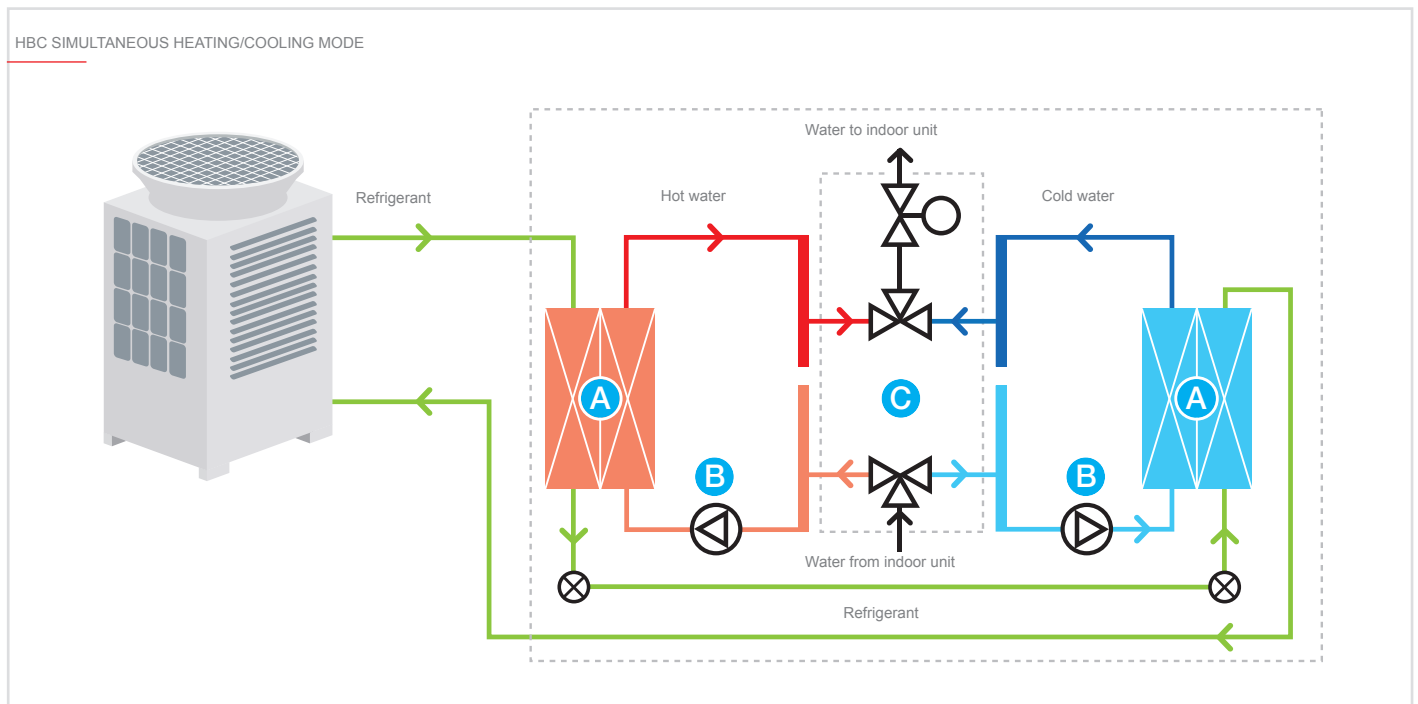 HBC SIMULTANEOUS HEATING/COOLING MODE
Water to indoor unit
Refrigerant
Hot water
Cold water
A
C
A
B
B
Water from indoor unit
Refrigerant